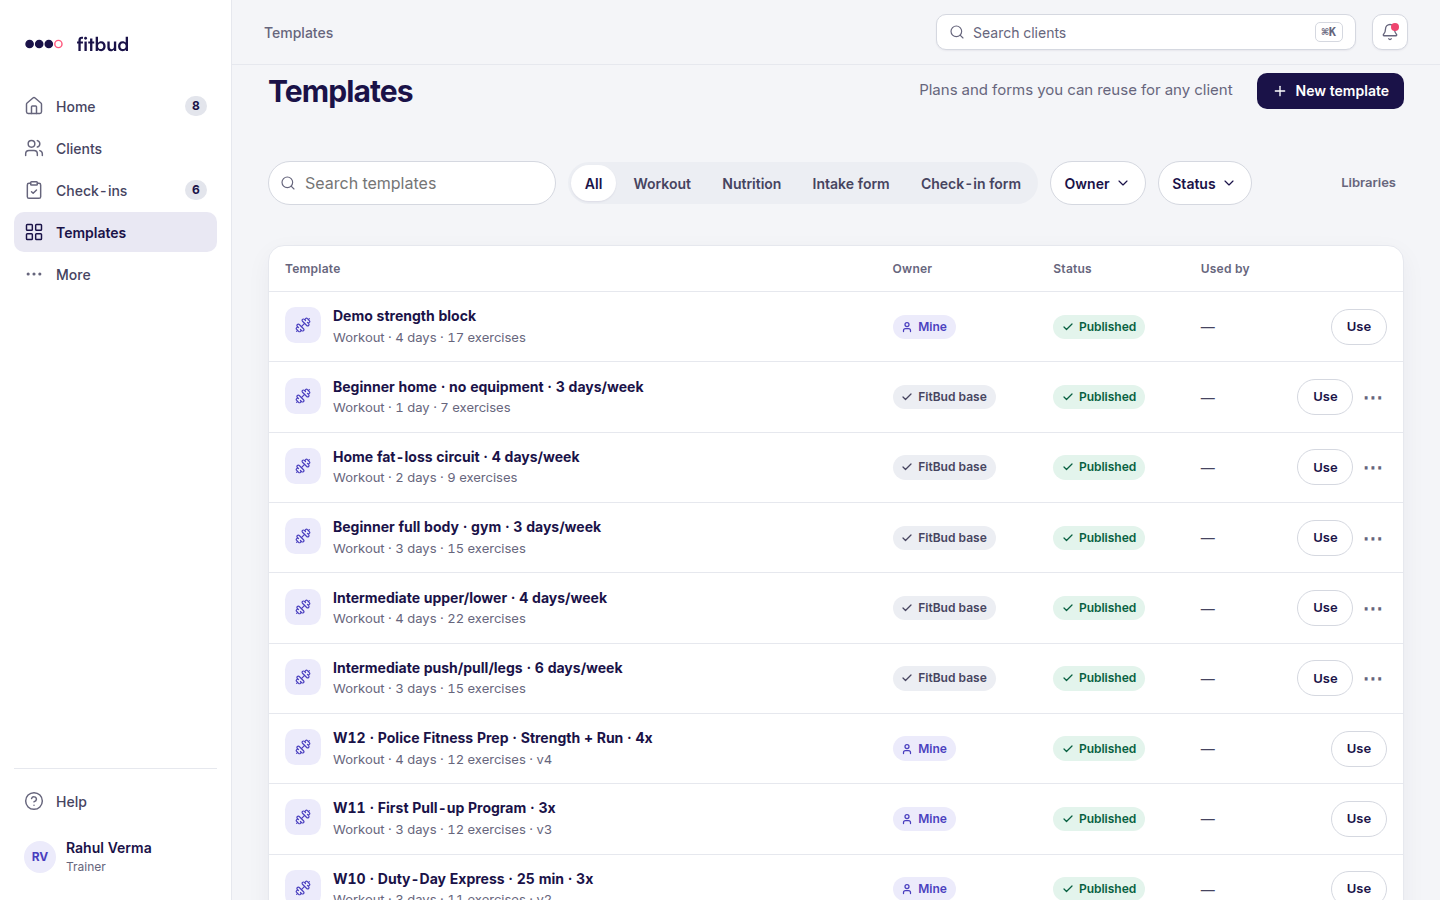 fitbud
Templates
Search clients
⌘K
Home
8
Clients
Check-ins
6
Templates
More
Help
RV
Rahul Verma
Trainer
Templates
Plans and forms you can reuse for any client
New template
Search templates
All
Workout
Nutrition
Intake form
Check-in form
Owner
Status
Libraries
Template
Owner
Status
Used by
Demo strength block
Workout · 4 days · 17 exercises
Mine
Published
—
Use
Beginner home · no equipment · 3 days/week
Workout · 1 day · 7 exercises
FitBud base
Published
—
Use
Home fat-loss circuit · 4 days/week
Workout · 2 days · 9 exercises
FitBud base
Published
—
Use
Beginner full body · gym · 3 days/week
Workout · 3 days · 15 exercises
FitBud base
Published
—
Use
Intermediate upper/lower · 4 days/week
Workout · 4 days · 22 exercises
FitBud base
Published
—
Use
Intermediate push/pull/legs · 6 days/week
Workout · 3 days · 15 exercises
FitBud base
Published
—
Use
W12 · Police Fitness Prep · Strength + Run · 4x
Workout · 4 days · 12 exercises · v4
Mine
Published
—
Use
W11 · First Pull-up Program · 3x
Workout · 3 days · 12 exercises · v3
Mine
Published
—
Use
W10 · Duty-Day Express · 25 min · 3x
Workout · 3 days · 11 exercises · v2
Mine
Published
—
Use